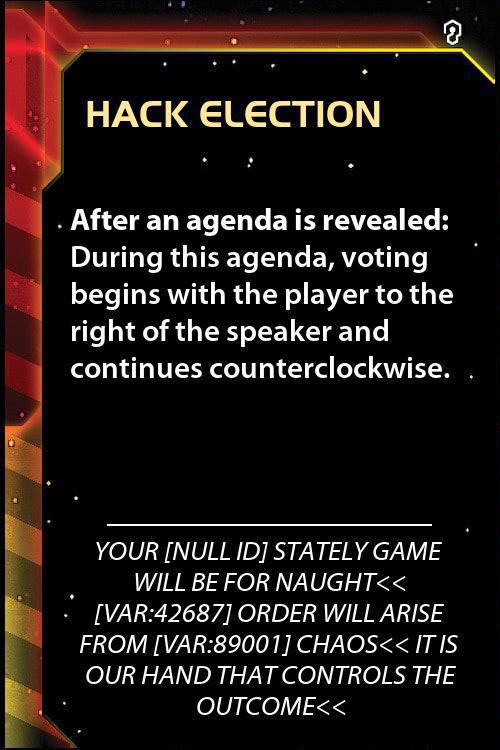 HACK ELECTION
After an agenda is revealed:
During this agenda, voting
begins with the player to the
right of the speaker and
continues counterclockwise.
YOUR [NULL ID] STATELY GAME
WILL BE FOR NAUGHT<<
[VAR:42687] ORDER WILL ARISE
FROM [VAR:89001] CHAOS<< IT IS
OUR HAND THAT CONTROLS THE
OUTCOME<<